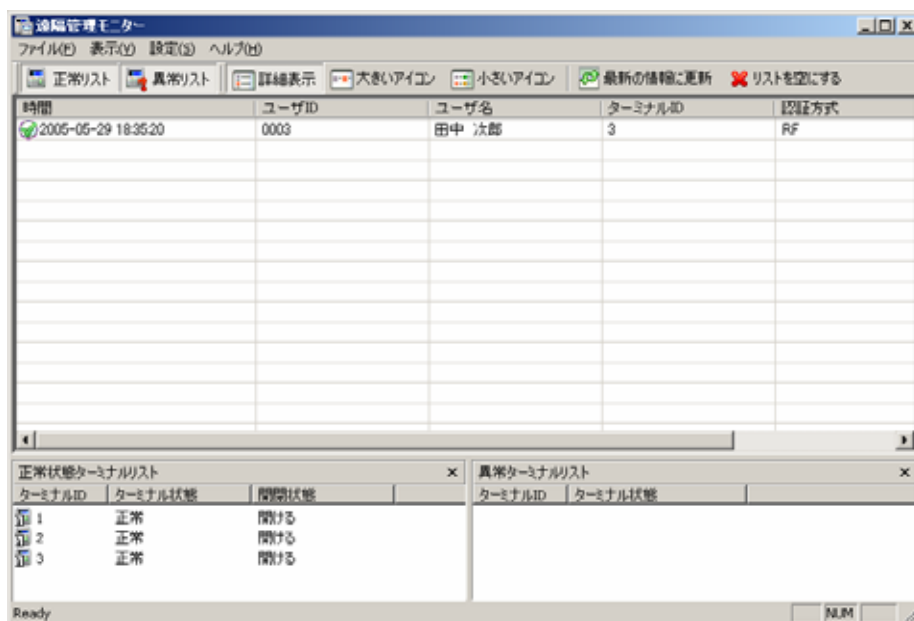 遠隔管理モニター
ファイル(F) 表示(V) 設定(S) ヘルプ(H)
正常リスト 異常リスト 詳細表示 大きいアイコン 小さいアイコン 最新の情報に更新 リストを空にする
時間 ユーザID ユーザ名 ターミナルID 認証方式
2005-05-29 18:35:20 0003 田中 次郎 3 RF
正常状態ターミナルリスト 異常ターミナルリスト
ターミナルID ターミナル状態 開閉状態 ターミナルID ターミナル状態
1 正常 開ける
2 正常 開ける
3 正常 開ける
Ready NUM